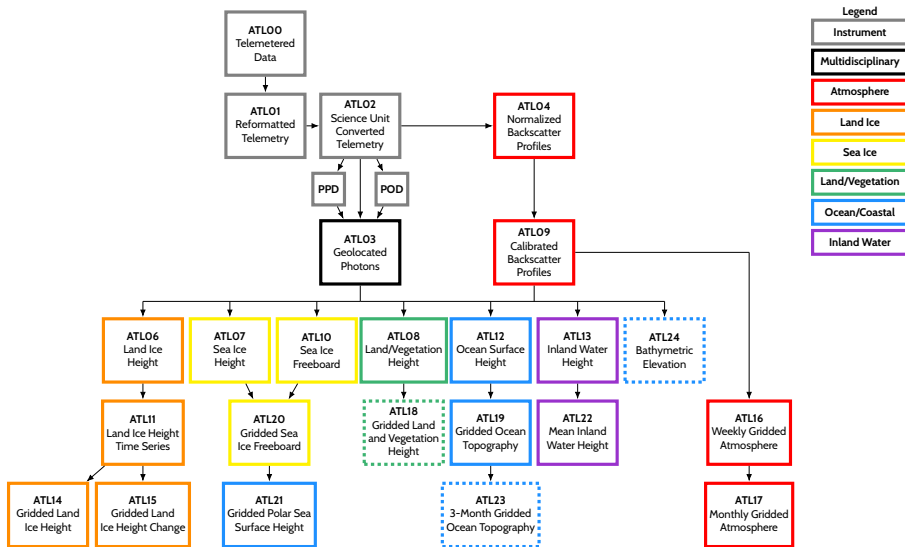 Legend
Instrument
Multidisciplinary
Atmosphere
Land Ice
Sea Ice
Land/Vegetation
Ocean/Coastal
Inland Water
ATL00
Telemetered
Data
ATL01
Reformatted
Telemetry
ATL02
Science Unit
Converted
Telemetry
ATL04
Normalized
Backscatter
Profiles
PPD
POD
ATL03
Geolocated
Photons
ATL09
Calibrated
Backscatter
Profiles
ATL06
Land Ice
Height
ATL07
Sea Ice
Height
ATL10
Sea Ice
Freeboard
ATL08
Land/Vegetation
Height
ATL12
Ocean Surface
Height
ATL13
Inland Water
Height
ATL24
Bathymetric
Elevation
ATL11
Land Ice Height
Time Series
ATL20
Gridded Sea
Ice Freeboard
ATL18
Gridded Land
and Vegetation
Height
ATL19
Gridded Ocean
Topography
ATL22
Mean Inland
Water Height
ATL16
Weekly Gridded
Atmosphere
ATL14
Gridded Land
Ice Height
ATL15
Gridded Land
Ice Height Change
ATL21
Gridded Polar Sea
Surface Height
ATL23
3-Month Gridded
Ocean Topography
ATL17
Monthly Gridded
Atmosphere